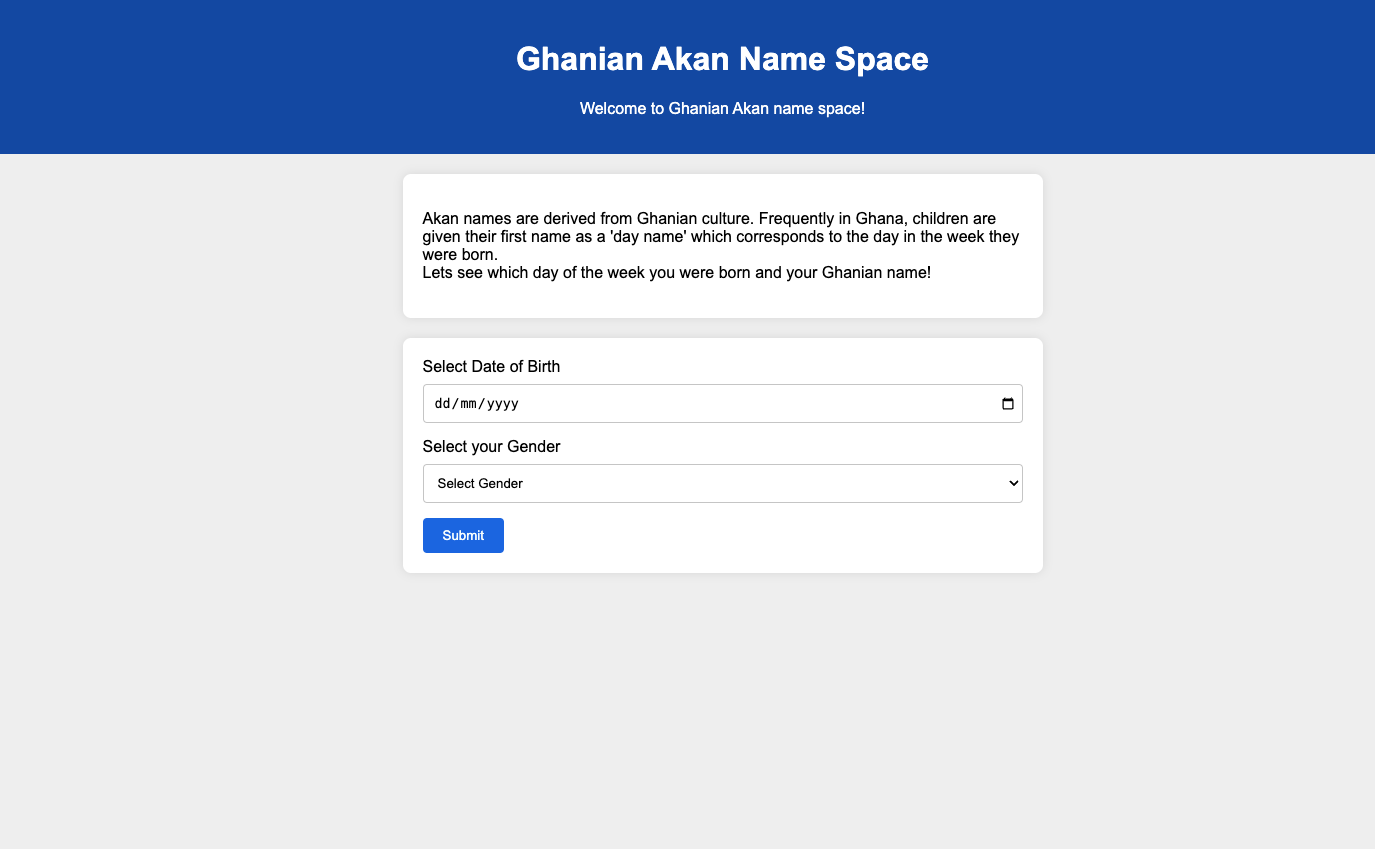 Ghanian Akan Name Space
Welcome to Ghanian Akan name space!
Akan names are derived from Ghanian culture. Frequently in Ghana, children are
given their first name as a 'day name' which corresponds to the day in the week they
were born.
Lets see which day of the week you were born and your Ghanian name!
Select Date of Birth
dd/mm/yyyy
Select your Gender
Select Gender
Submit